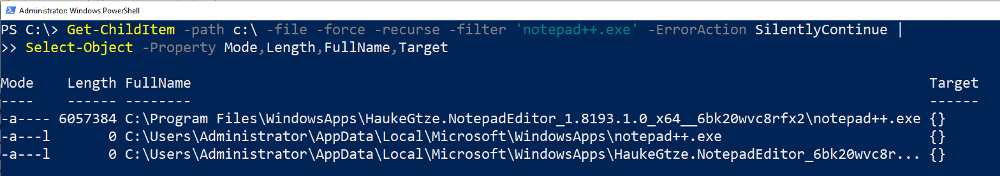 Administrator: Windows PowerShell
PS C:\> Get-ChildItem -path c:\ -file -force -recurse -filter 'notepad++.exe' -ErrorAction SilentlyContinue |
>> Select-Object -Property Mode,Length,FullName,Target
Mode Length FullName Target
---- ------ -------- ------
-a---- 6057384 C:\Program Files\WindowsApps\HaukeGtze.NotepadEditor_1.8193.1.0_x64__6bk20wvc8rfx2\notepad++.exe {}
-a---l 0 C:\Users\Administrator\AppData\Local\Microsoft\WindowsApps\notepad++.exe {}
-a---l 0 C:\Users\Administrator\AppData\Local\Microsoft\WindowsApps\HaukeGtze.NotepadEditor_6bk20wvc8r... {}